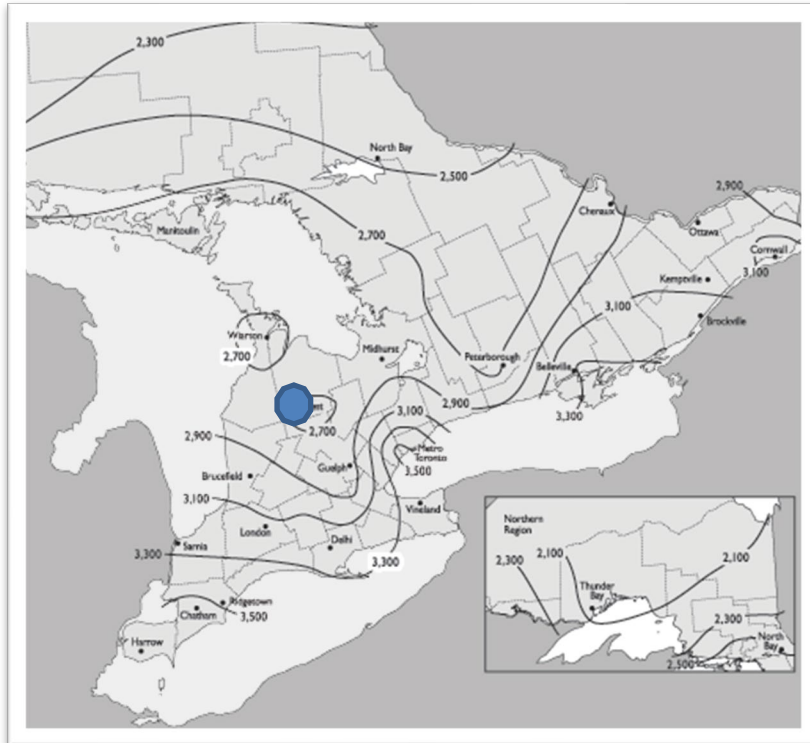 2,300
North Bay
2,500
Chenaux
2,900
Ottawa
Manitoulin
2,700
Cornwall
3,100
Kemptville
3,100
Brockville
Wiarton
2,700
Midhurst
Peterborough
Belleville
2,900
3,100
3,300
2,700
2,900
Guelph
Metro
Toronto
3,500
Brucefield
3,100
Vineland
London
Delhi
Sarnia
3,300
3,300
Ridgetown
Chatham
3,500
Harrow
Northern
Region
2,300
2,100
2,100
Thunder
Bay
2,300
North
Bay
2,500